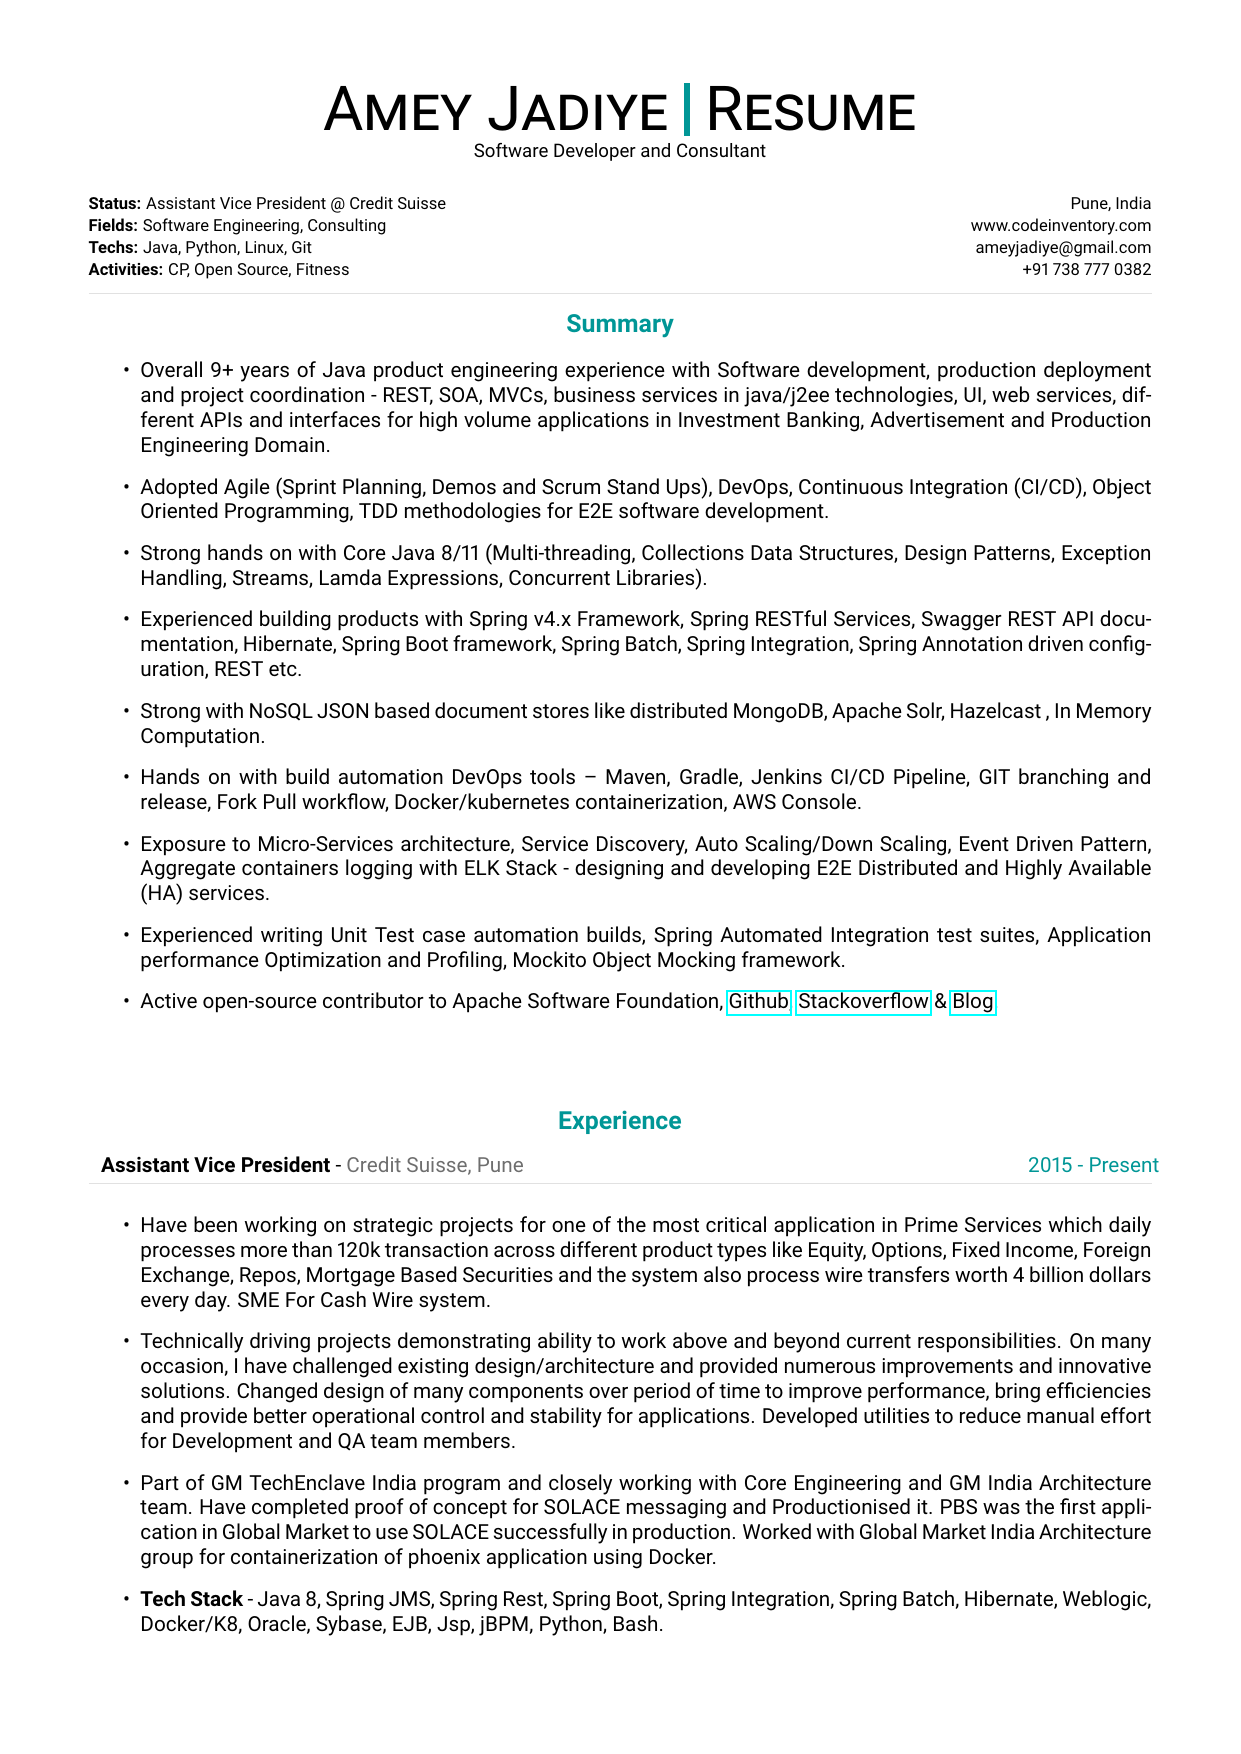 AMEY JADIYE | RESUME
Software Developer and Consultant
Status: Assistant Vice President @ Credit Suisse
Fields: Software Engineering, Consulting
Techs: Java, Python, Linux, Git
Activities: CP, Open Source, Fitness
Pune, India
www.codeinventory.com
ameyjadiye@gmail.com
+91 738 777 0382
Summary
• Overall 9+ years of Java product engineering experience with Software development, production deployment
and project coordination - REST, SOA, MVCs, business services in java/j2ee technologies, UI, web services, dif-
ferent APIs and interfaces for high volume applications in Investment Banking, Advertisement and Production
Engineering Domain.
• Adopted Agile (Sprint Planning, Demos and Scrum Stand Ups), DevOps, Continuous Integration (CI/CD), Object
Oriented Programming, TDD methodologies for E2E software development.
• Strong hands on with Core Java 8/11 (Multi-threading, Collections Data Structures, Design Patterns, Exception
Handling, Streams, Lamda Expressions, Concurrent Libraries).
• Experienced building products with Spring v4.x Framework, Spring RESTful Services, Swagger REST API docu-
mentation, Hibernate, Spring Boot framework, Spring Batch, Spring Integration, Spring Annotation driven config-
uration, REST etc.
• Strong with NoSQL JSON based document stores like distributed MongoDB, Apache Solr, Hazelcast , In Memory
Computation.
• Hands on with build automation DevOps tools – Maven, Gradle, Jenkins CI/CD Pipeline, GIT branching and
release, Fork Pull workflow, Docker/kubernetes containerization, AWS Console.
• Exposure to Micro-Services architecture, Service Discovery, Auto Scaling/Down Scaling, Event Driven Pattern,
Aggregate containers logging with ELK Stack - designing and developing E2E Distributed and Highly Available
(HA) services.
• Experienced writing Unit Test case automation builds, Spring Automated Integration test suites, Application
performance Optimization and Profiling, Mockito Object Mocking framework.
• Active open-source contributor to Apache Software Foundation, Github, Stackoverflow & Blog
Experience
Assistant Vice President - Credit Suisse, Pune 2015 - Present
• Have been working on strategic projects for one of the most critical application in Prime Services which daily
processes more than 120k transaction across different product types like Equity, Options, Fixed Income, Foreign
Exchange, Repos, Mortgage Based Securities and the system also process wire transfers worth 4 billion dollars
every day. SME For Cash Wire system.
• Technically driving projects demonstrating ability to work above and beyond current responsibilities. On many
occasion, I have challenged existing design/architecture and provided numerous improvements and innovative
solutions. Changed design of many components over period of time to improve performance, bring efficiencies
and provide better operational control and stability for applications. Developed utilities to reduce manual effort
for Development and QA team members.
• Part of GM TechEnclave India program and closely working with Core Engineering and GM India Architecture
team. Have completed proof of concept for SOLACE messaging and Productionised it. PBS was the first appli-
cation in Global Market to use SOLACE successfully in production. Worked with Global Market India Architecture
group for containerization of phoenix application using Docker.
• Tech Stack - Java 8, Spring JMS, Spring Rest, Spring Boot, Spring Integration, Spring Batch, Hibernate, Weblogic,
Docker/K8, Oracle, Sybase, EJB, Jsp, jBPM, Python, Bash.